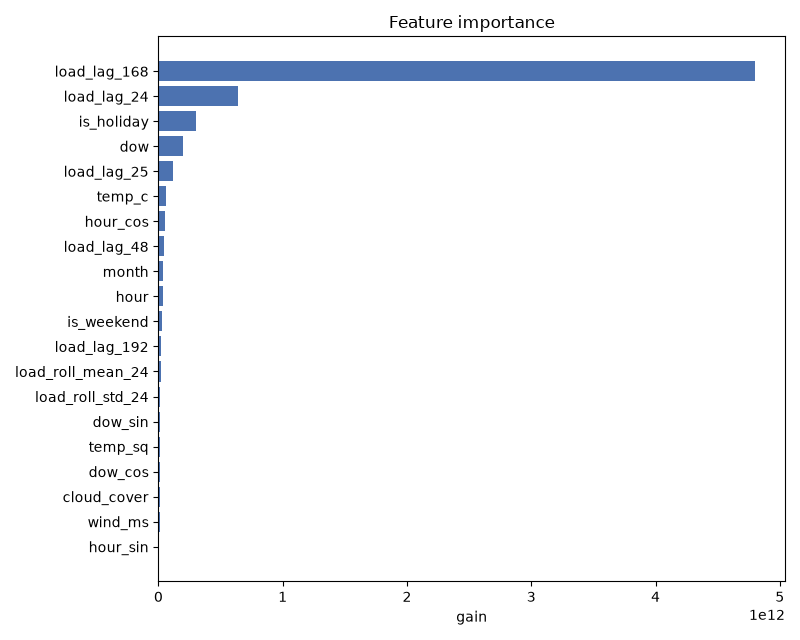 Feature importance
load_lag_168
load_lag_24
is_holiday
dow
load_lag_25
temp_c
hour_cos
load_lag_48
month
hour
is_weekend
load_lag_192
load_roll_mean_24
load_roll_std_24
dow_sin
temp_sq
dow_cos
cloud_cover
wind_ms
hour_sin
0 1 2 3 4 5
1e12
gain